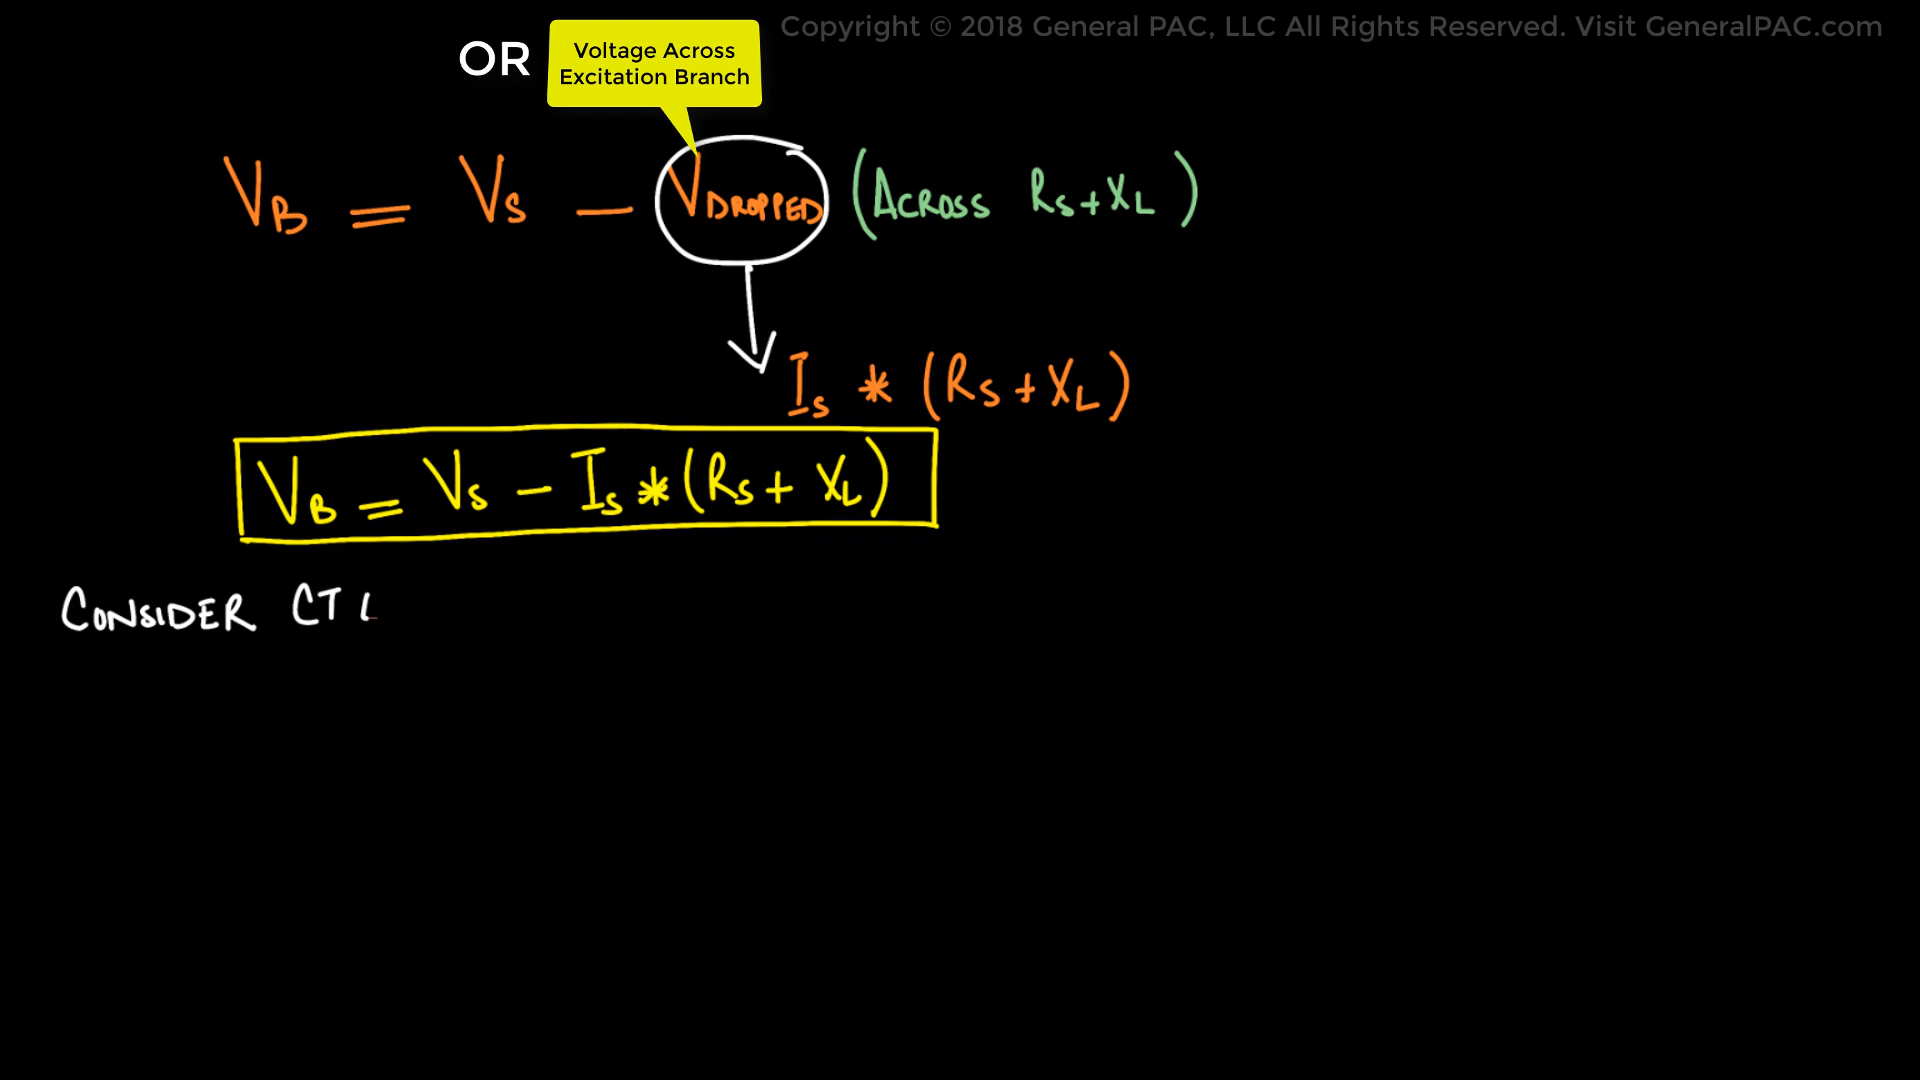 Copyright © 2018 General PAC, LLC All Rights Reserved. Visit GeneralPAC.com
OR
Voltage Across
Excitation Branch
VB = VS - VDROPPED (ACROSS RS+XL)
IS * (RS+XL)
VB = VS - IS * (RS + XL)
CONSIDER CT